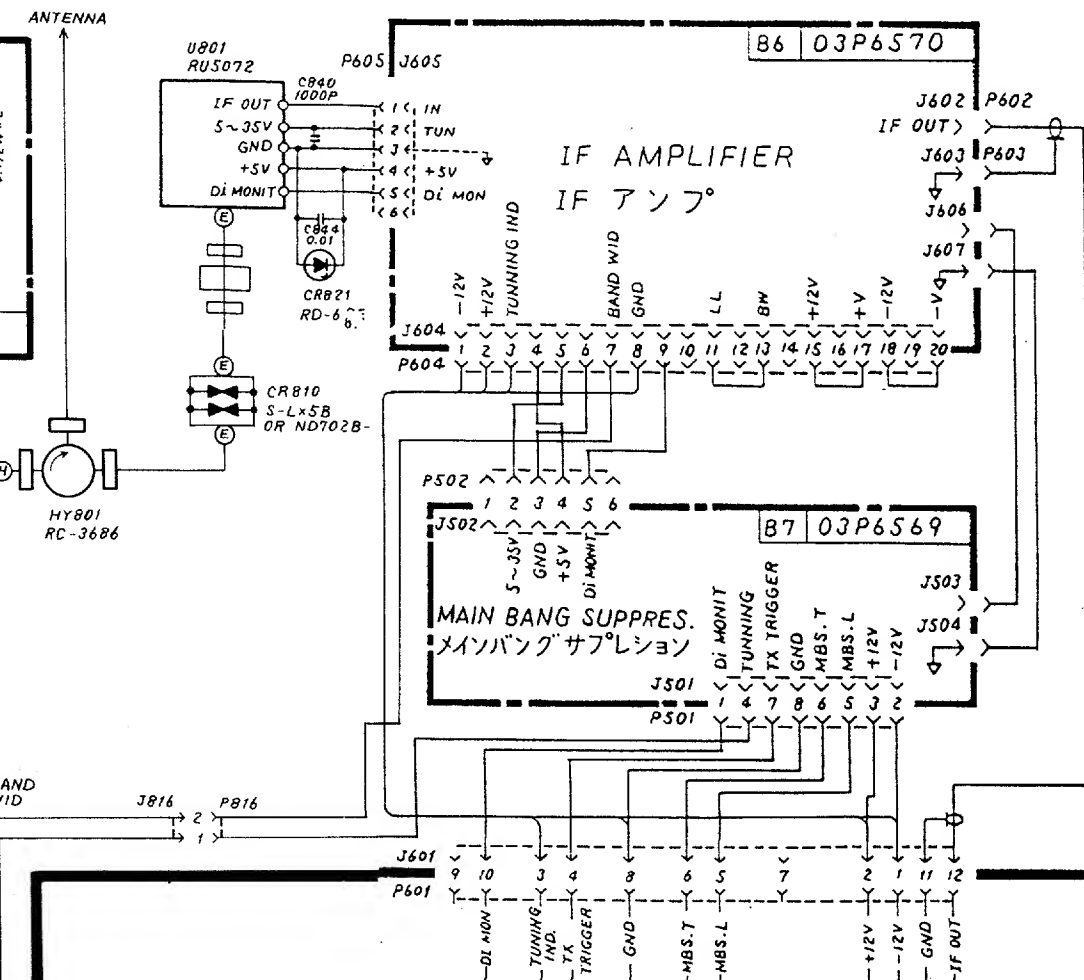 ANTENNA
U801
RU5072
IF OUT
5~35V
GND
+5V
Di MONIT
C840
1000P
P605 J605
1 IN
2 TUN
3
4 +5V
5 Di MON
6
C844
0.01
CR821
RD-6
E
E
CR810
S-L×5B
OR ND702B-
E
HY801
RC-3686
B6 03P6570
IF AMPLIFIER
IF アンプ
J602 P602
IF OUT
J603 P603
J606
J607
-12V
+12V
TUNNING IND
BAND WID
GND
LL
BW
+12V
+V
-12V
-V
J604
1 2 3 4 5 6 7 8 9 10 11 12 13 14 15 16 17 18 19 20
P604
P502
1 2 3 4 5 6
J502
5~35V
GND
+5V
Di MONIT
B7 03P6569
MAIN BANG SUPPRES.
メインバングサプレション
J503
J504
Di MONIT
TUNNING
TX TRIGGER
GND
MBS.T
MBS.L
+12V
-12V
J501
1 4 7 8 6 5 3 2
P501
AND
J816 P816
2
1
J601
9 10 3 4 8 6 5 7 2 1 11 12
P601
DI MON
TUNING
IND.
TX
TRIGGER
GND
MBS.T
MBS.L
+12V
-12V
GND
IF OUT